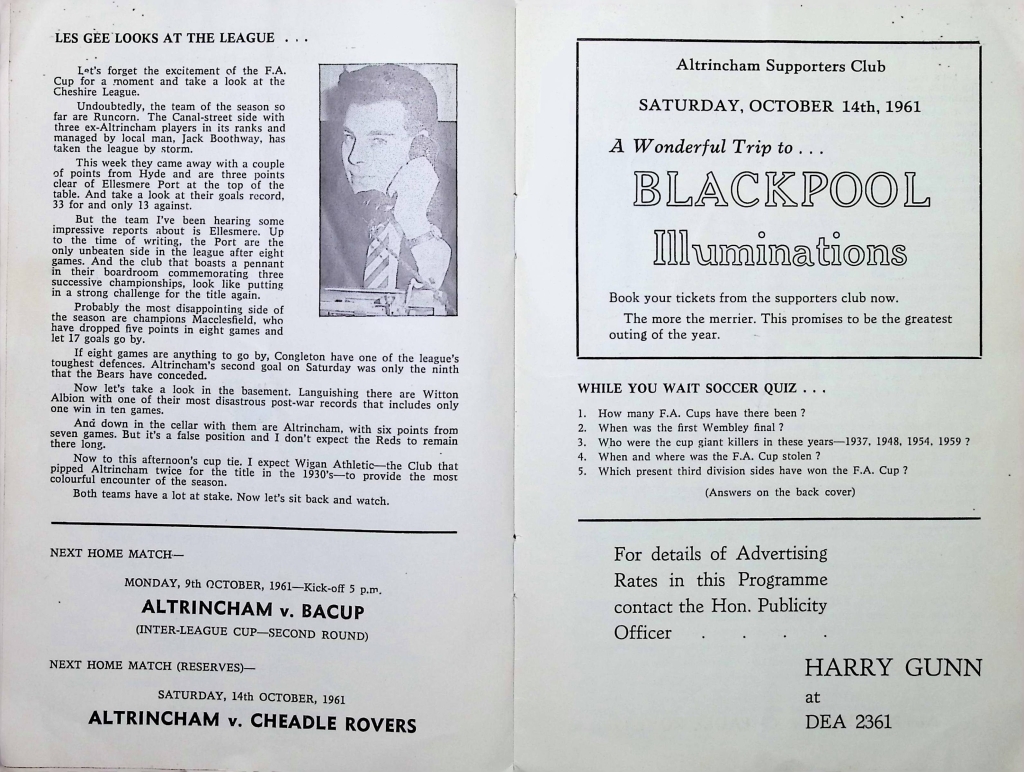 LES GEE LOOKS AT THE LEAGUE . . .
Let's forget the excitement of the F.A.
Cup for a moment and take a look at the
Cheshire League.
Undoubtedly, the team of the season so
far are Runcorn. The Canal-street side with
three ex-Altrincham players in its ranks and
managed by local man, Jack Boothway, has
taken the league by storm.
This week they came away with a couple
of points from Hyde and are three points
clear of Ellesmere Port at the top of the
table. And take a look at their goals record,
33 for and only 13 against.
But the team I've been hearing some
impressive reports about is Ellesmere. Up
to the time of writing, the Port are the
only unbeaten side in the league after eight
games. And the club that boasts a pennant
in their boardroom commemorating three
successive championships, look like putting
in a strong challenge for the title again.
Probably the most disappointing side of
the season are champions Macclesfield, who
have dropped five points in eight games and
let 17 goals go by.
If eight games are anything to go by, Congleton have one of the league's
toughest defences. Altrincham's second goal on Saturday was only the ninth
that the Bears have conceded.
Now let's take a look in the basement. Languishing there are Witton
Albion with one of their most disastrous post-war records that includes only
one win in ten games.
And down in the cellar with them are Altrincham, with six points from
seven games. But it's a false position and I don't expect the Reds to remain
there long.
Now to this afternoon's cup tie. I expect Wigan Athletic—the Club that
pipped Altrincham twice for the title in the 1930's—to provide the most
colourful encounter of the season.
Both teams have a lot at stake. Now let's sit back and watch.
NEXT HOME MATCH—
MONDAY, 9th OCTOBER, 1961—Kick-off 5 p.m.
ALTRINCHAM v. BACUP
(INTER-LEAGUE CUP—SECOND ROUND)
NEXT HOME MATCH (RESERVES)—
SATURDAY, 14th OCTOBER, 1961
ALTRINCHAM v. CHEADLE ROVERS
Altrincham Supporters Club
SATURDAY, OCTOBER 14th, 1961
A Wonderful Trip to . . .
BLACKPOOL
Illuminations
Book your tickets from the supporters club now.
The more the merrier. This promises to be the greatest
outing of the year.
WHILE YOU WAIT SOCCER QUIZ . . .
1. How many F.A. Cups have there been ?
2. When was the first Wembley final ?
3. Who were the cup giant killers in these years—1937, 1948, 1954, 1959 ?
4. When and where was the F.A. Cup stolen ?
5. Which present third division sides have won the F.A. Cup ?
(Answers on the back cover)
For details of Advertising
Rates in this Programme
contact the Hon. Publicity
Officer . . . .
HARRY GUNN
at
DEA 2361